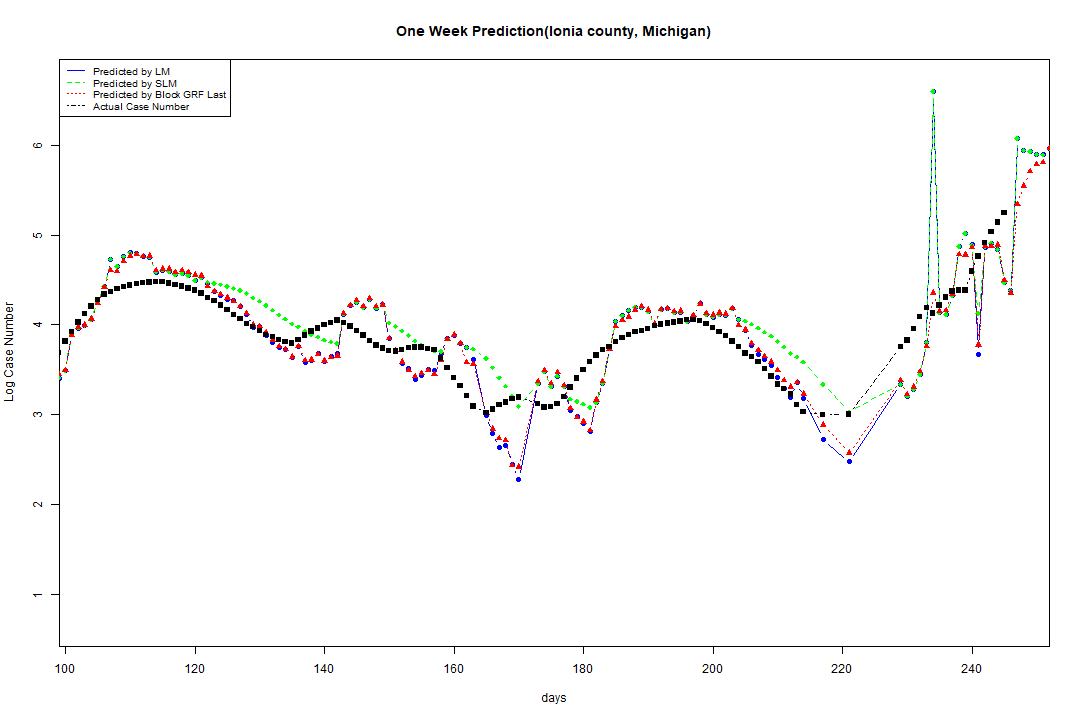 One Week Prediction(Ionia county, Michigan)
Predicted by LM
Predicted by SLM
Predicted by Block GRF Last
Actual Case Number
Log Case Number
6
5
4
3
2
1
100 120 140 160 180 200 220 240
days